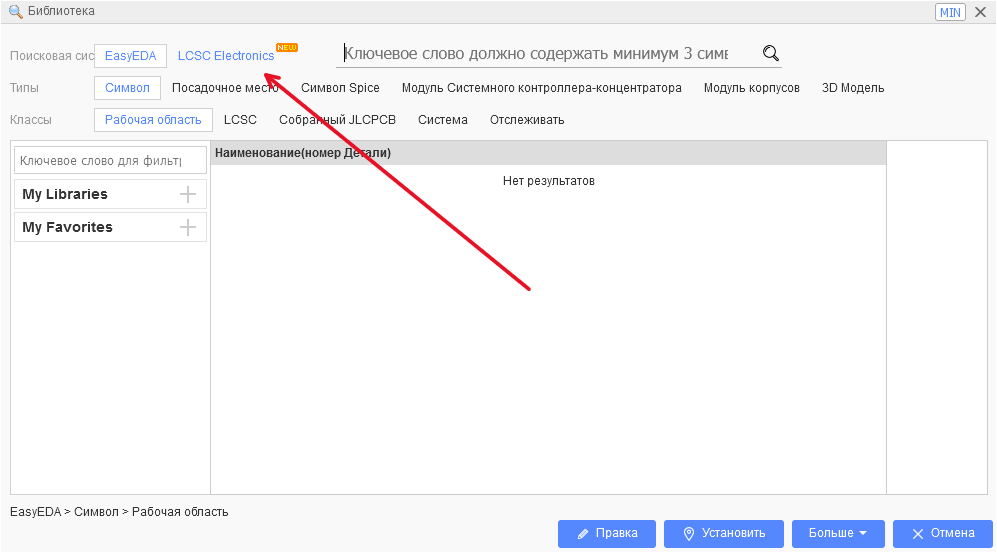 Библиотека MIN
Поисковая сис EasyEDA LCSC Electronics NEW Ключевое слово должно содержать минимум 3 симв
Типы Символ Посадочное место Символ Spice Модуль Системного контроллера-концентратора Модуль корпусов 3D Модель
Классы Рабочая область LCSC Собранный JLCPCB Система Отслеживать
Ключевое слово для фильтр Наименование(номер Детали)
Нет результатов
My Libraries
My Favorites
EasyEDA > Символ > Рабочая область
Правка Установить Больше Отмена